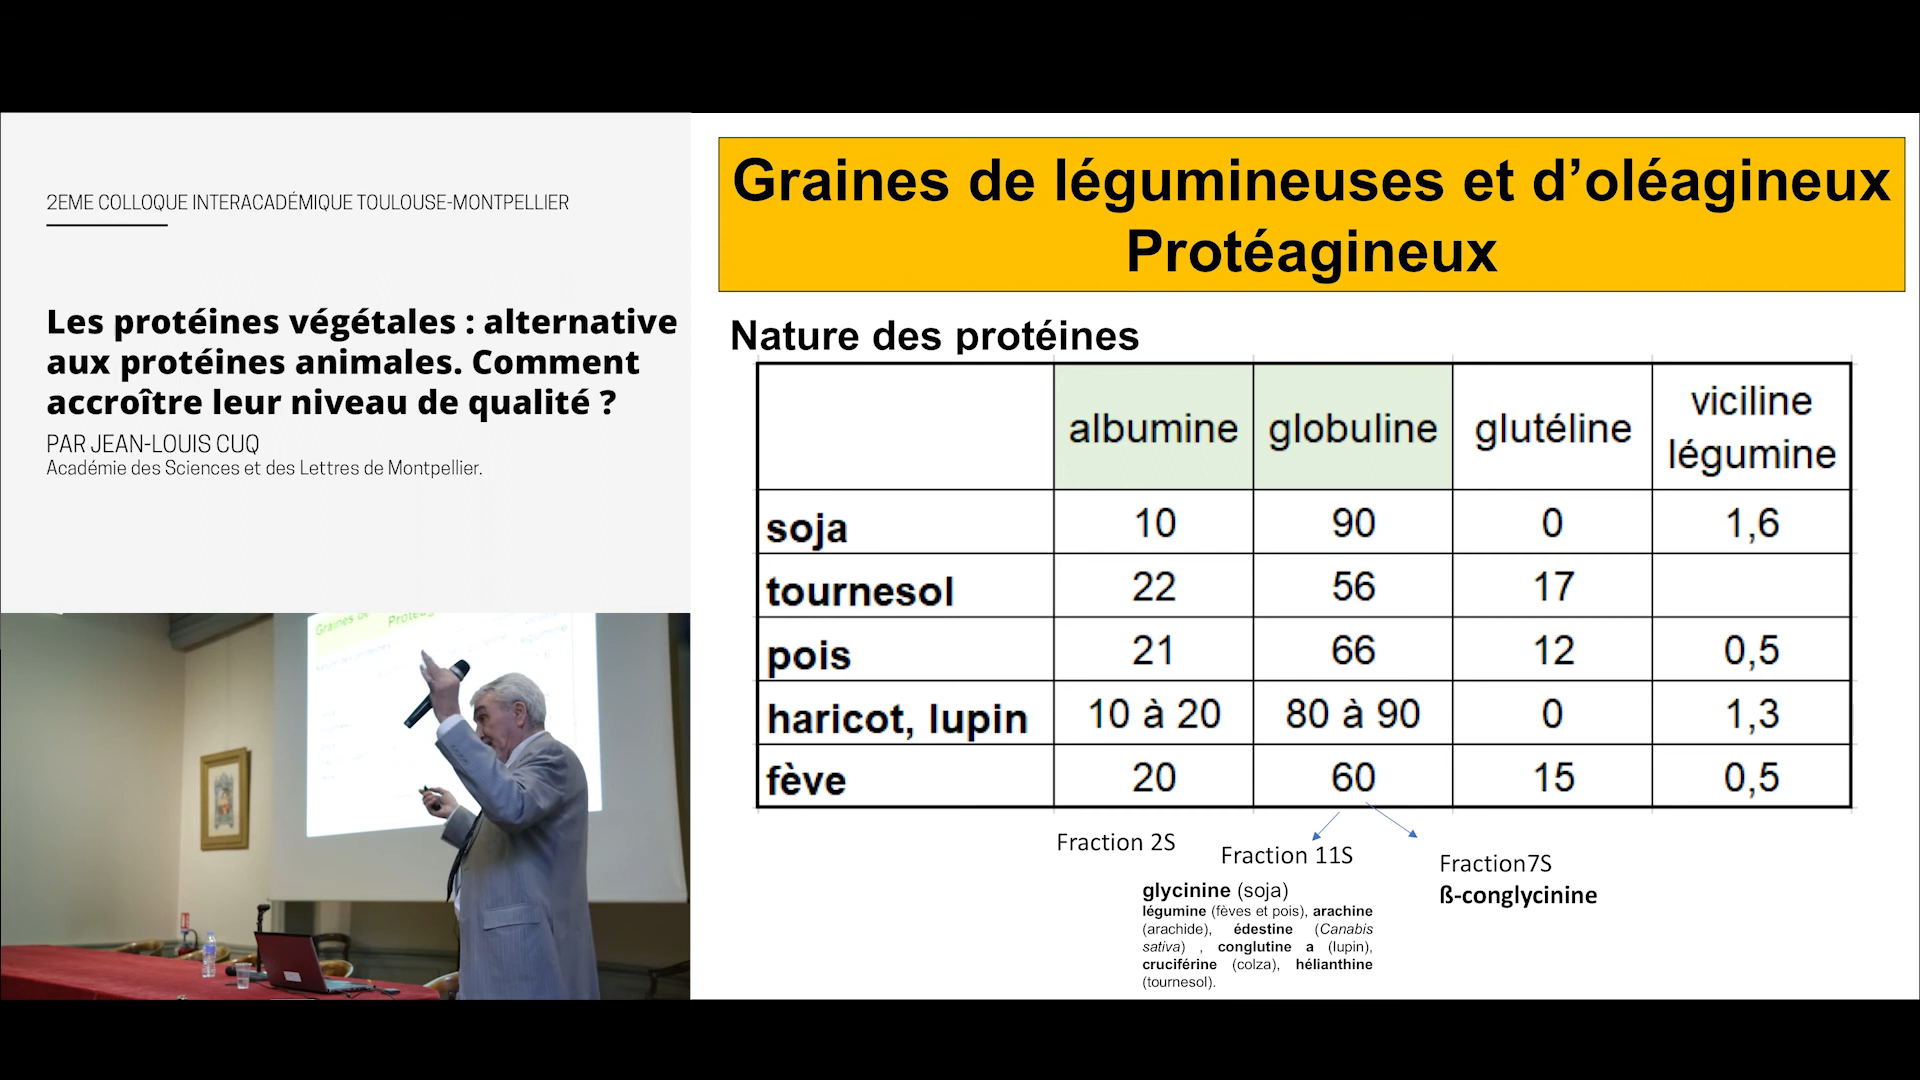 2EME COLLOQUE INTERACADÉMIQUE TOULOUSE-MONTPELLIER
Les protéines végétales : alternative
aux protéines animales. Comment
accroître leur niveau de qualité ?
PAR JEAN-LOUIS CUQ
Académie des Sciences et des Lettres de Montpellier.
Graines de légumineuses et d’oléagineux
Protéagineux
Nature des protéines
albumine globuline glutéline viciline légumine
soja 10 90 0 1,6
tournesol 22 56 17
pois 21 66 12 0,5
haricot, lupin 10 à 20 80 à 90 0 1,3
fève 20 60 15 0,5
Fraction 2S
Fraction 11S
glycinine (soja)
légumine (fèves et pois), arachine
(arachide), édestine (Canabis
sativa) , conglutine a (lupin),
cruciférine (colza), hélianthine
(tournesol).
Fraction7S
ß-conglycinine
Graines de